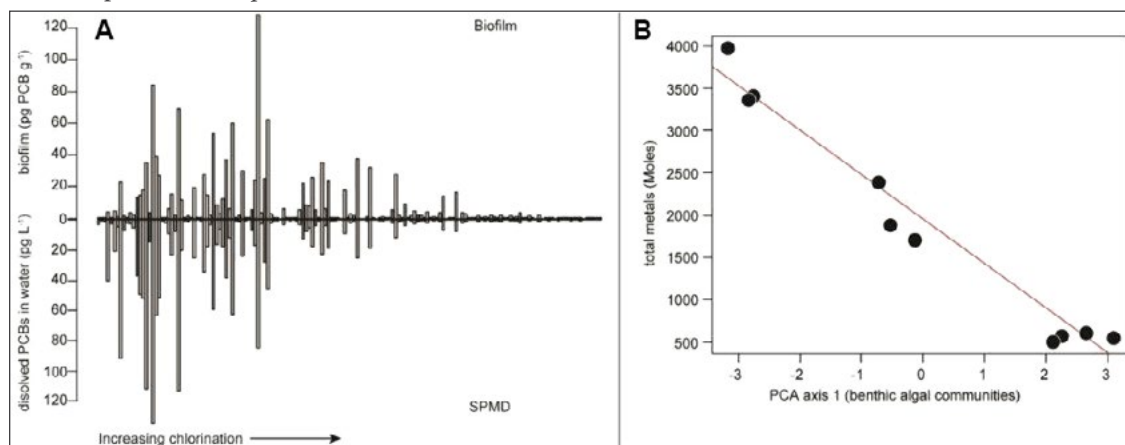 A
Biofilm
biofilm (pg PCB g⁻¹)
120
100
80
60
40
20
0
20
40
60
80
100
120
disolved PCBs in water (pg L⁻¹)
SPMD
Increasing chlorination
B
total metals (Moles)
4000
3500
3000
2500
2000
1500
1000
500
-3 -2 -1 0 1 2 3
PCA axis 1 (benthic algal communities)